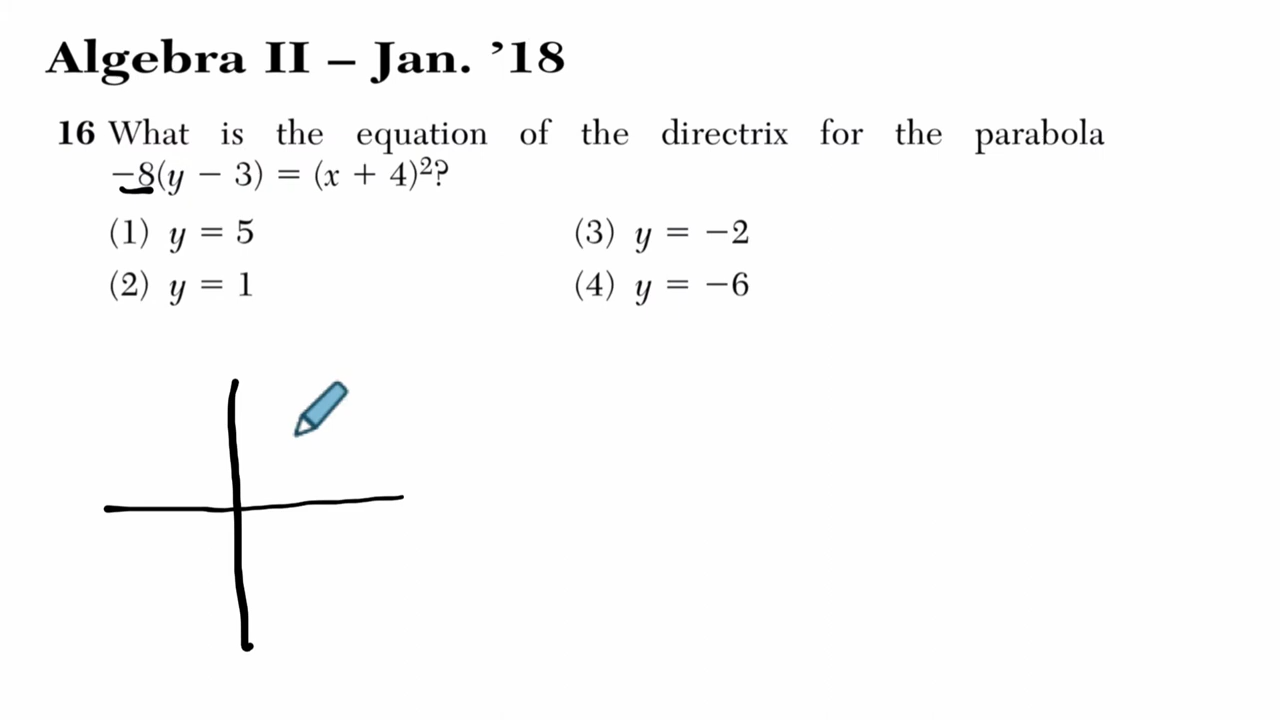 Algebra II – Jan. ’18
16 What is the equation of the directrix for the parabola
−8(y − 3) = (x + 4)²?
(1) y = 5 (3) y = −2
(2) y = 1 (4) y = −6